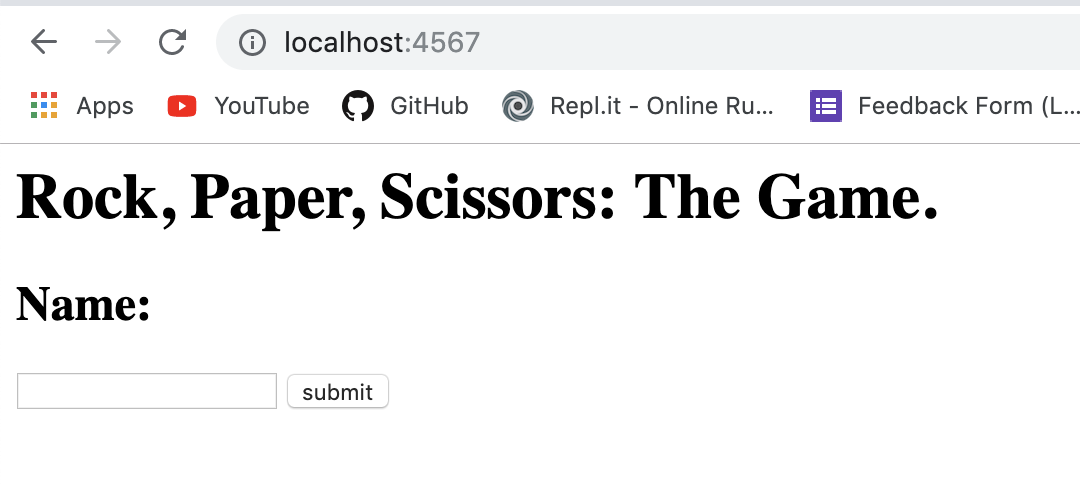 localhost:4567
Apps YouTube GitHub Repl.it - Online Ru... Feedback Form (L...
Rock, Paper, Scissors: The Game.
Name:
submit